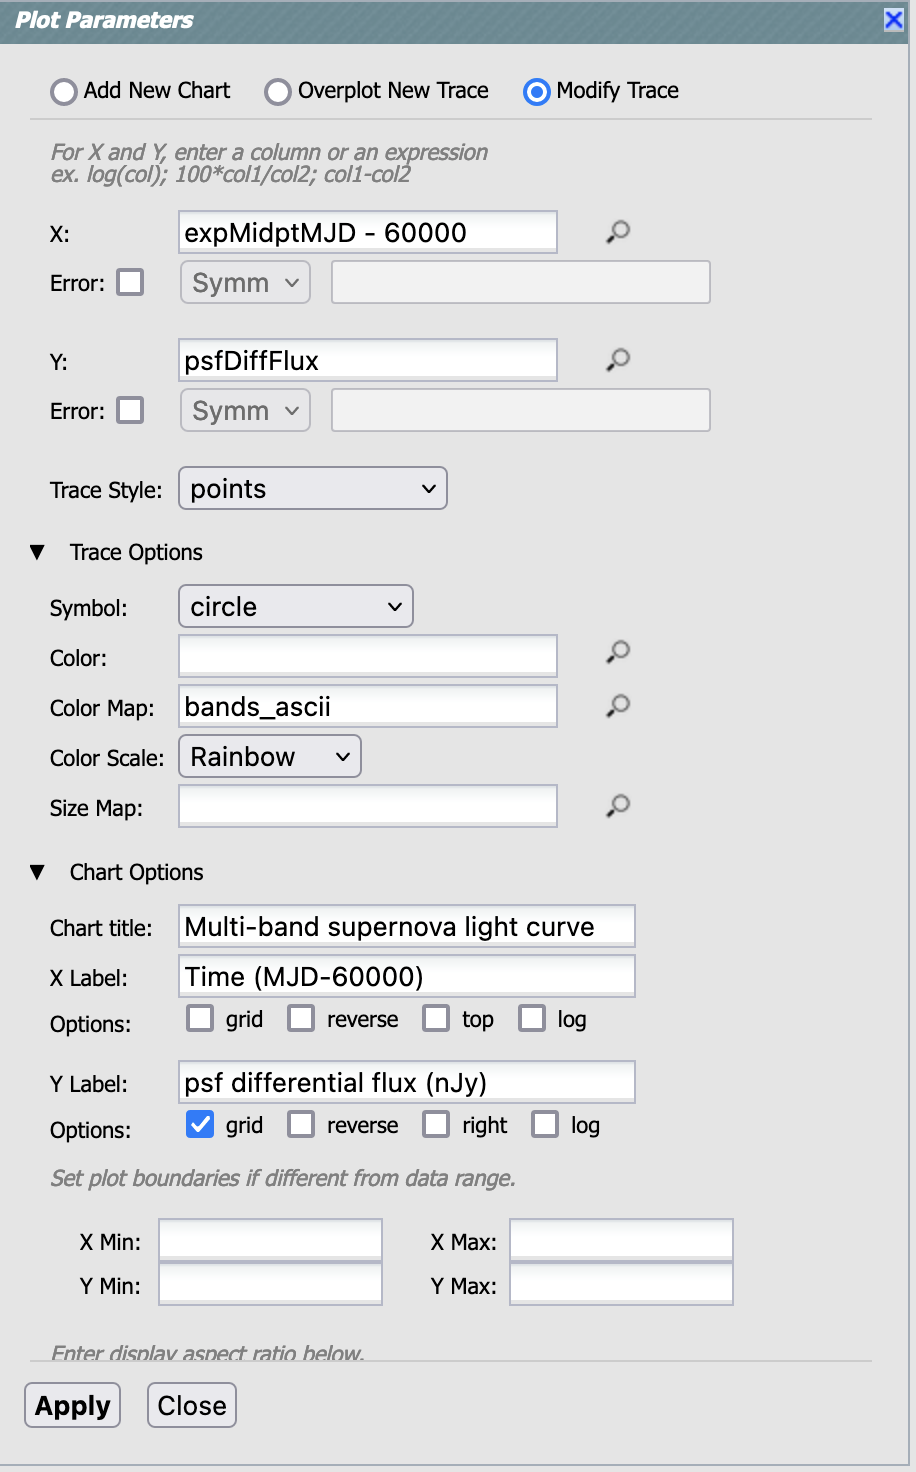 Plot Parameters
Add New Chart Overplot New Trace Modify Trace
For X and Y, enter a column or an expression
ex. log(col); 100*col1/col2; col1-col2
X: expMidptMJD - 60000
Error: Symm
Y: psfDiffFlux
Error: Symm
Trace Style: points
Trace Options
Symbol: circle
Color:
Color Map: bands_ascii
Color Scale: Rainbow
Size Map:
Chart Options
Chart title: Multi-band supernova light curve
X Label: Time (MJD-60000)
Options: grid reverse top log
Y Label: psf differential flux (nJy)
Options: grid reverse right log
Set plot boundaries if different from data range.
X Min: X Max:
Y Min: Y Max:
Enter display aspect ratio below.
Apply Close